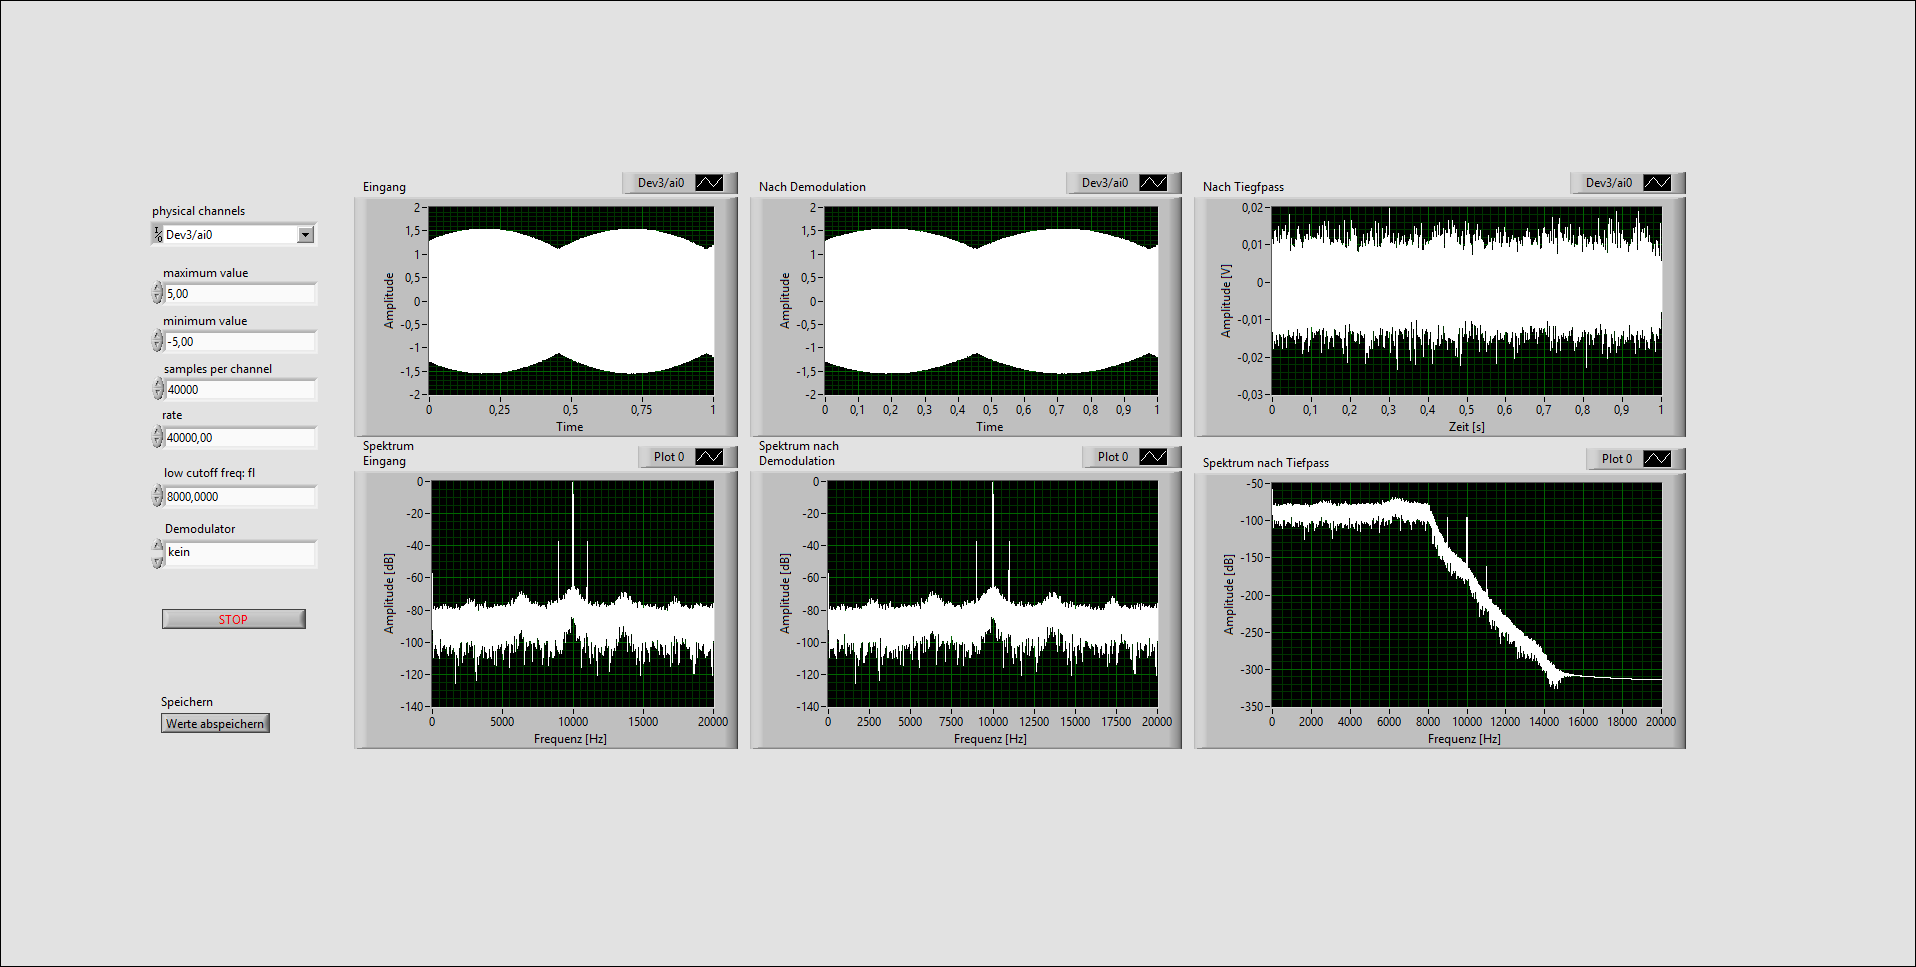 physical channels
I/0 Dev3/ai0
maximum value
5,00
minimum value
-5,00
samples per channel
40000
rate
40000,00
low cutoff freq: fl
8000,0000
Demodulator
kein
STOP
Speichern
Werte abspeichern
Eingang
Dev3/ai0
Amplitude
2
1,5
1
0,5
0
-0,5
-1
-1,5
-2
0 0,25 0,5 0,75 1
Time
Nach Demodulation
Dev3/ai0
Amplitude
2
1,5
1
0,5
0
-0,5
-1
-1,5
-2
0 0,1 0,2 0,3 0,4 0,5 0,6 0,7 0,8 0,9 1
Time
Nach Tiegfpass
Dev3/ai0
Amplitude [V]
0,02
0,01
0
-0,01
-0,02
-0,03
0 0,1 0,2 0,3 0,4 0,5 0,6 0,7 0,8 0,9 1
Zeit [s]
Spektrum
Eingang
Plot 0
Amplitude [dB]
0
-20
-40
-60
-80
-100
-120
-140
0 5000 10000 15000 20000
Frequenz [Hz]
Spektrum nach
Demodulation
Plot 0
Amplitude [dB]
0
-20
-40
-60
-80
-100
-120
-140
0 2500 5000 7500 10000 12500 15000 17500 20000
Frequenz [Hz]
Spektrum nach Tiefpass
Plot 0
Amplitude [dB]
-50
-100
-150
-200
-250
-300
-350
0 2000 4000 6000 8000 10000 12000 14000 16000 18000 20000
Frequenz [Hz]